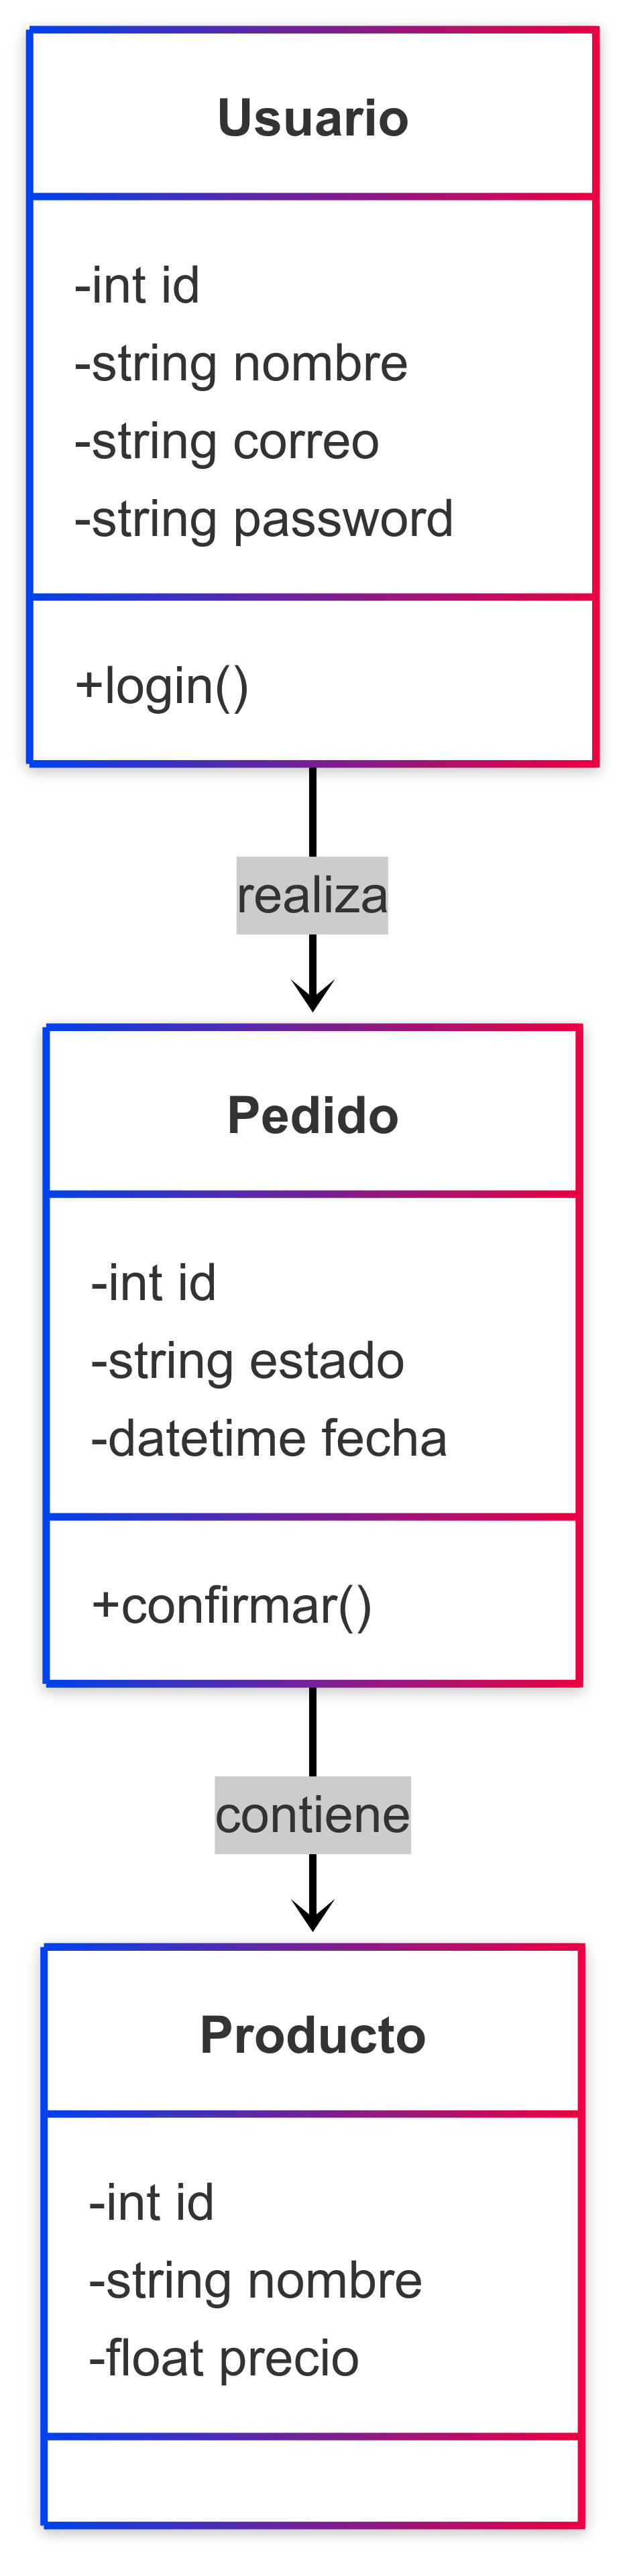 Usuario
-int id
-string nombre
-string correo
-string password
+login()
realiza
Pedido
-int id
-string estado
-datetime fecha
+confirmar()
contiene
Producto
-int id
-string nombre
-float precio